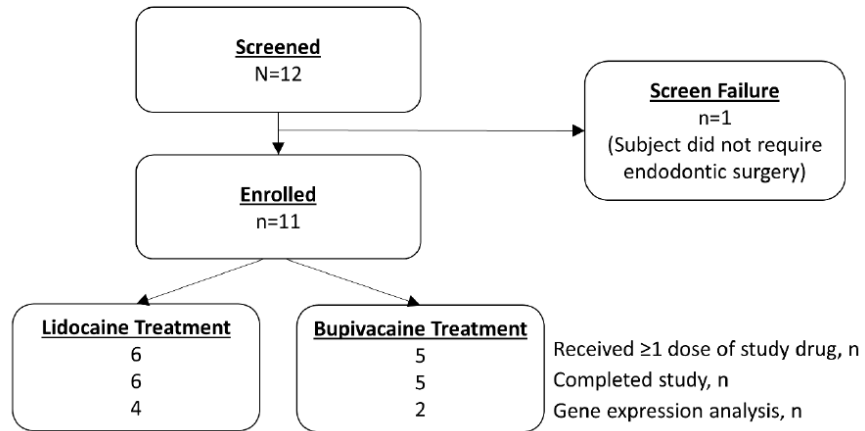 Screened
N=12
Screen Failure
n=1
(Subject did not require
endodontic surgery)
Enrolled
n=11
Lidocaine Treatment
6
6
4
Bupivacaine Treatment
5
5
2
Received ≥1 dose of study drug, n
Completed study, n
Gene expression analysis, n